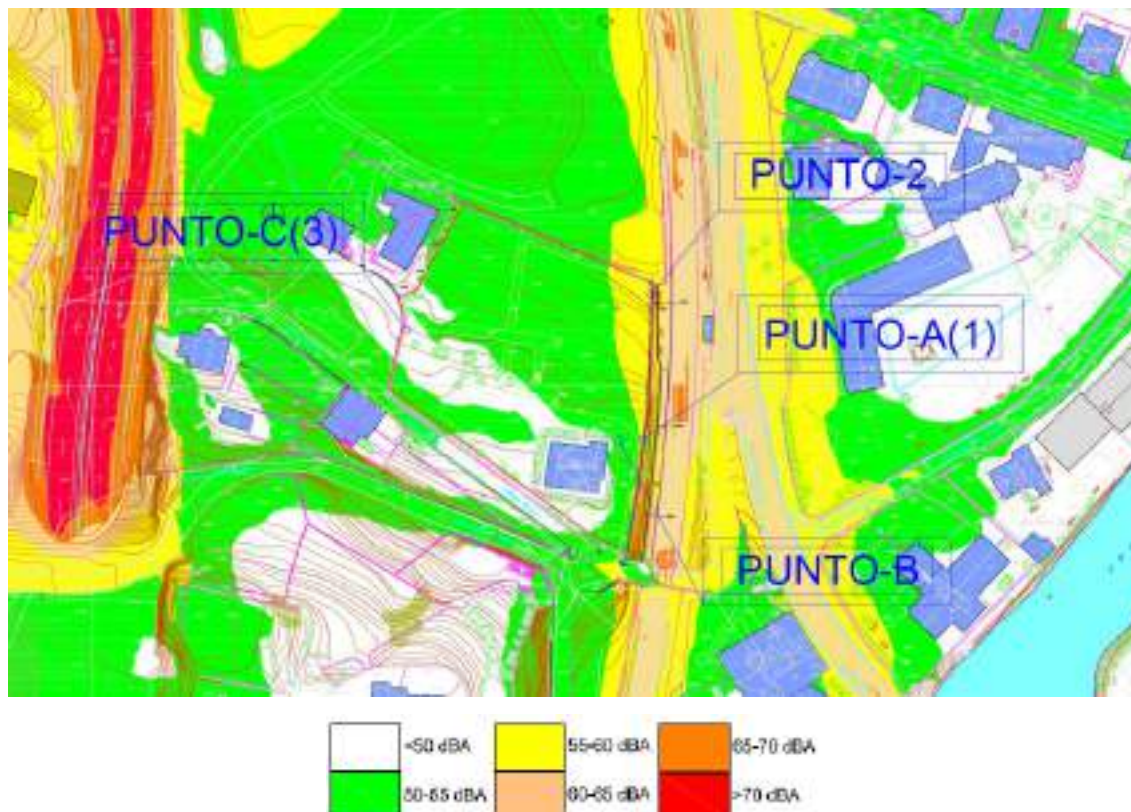 PUNTO-2
PUNTO-C(3)
PUNTO-A(1)
PUNTO-B
<50 dBA
55-60 dBA
65-70 dBA
50-55 dBA
60-65 dBA
>70 dBA